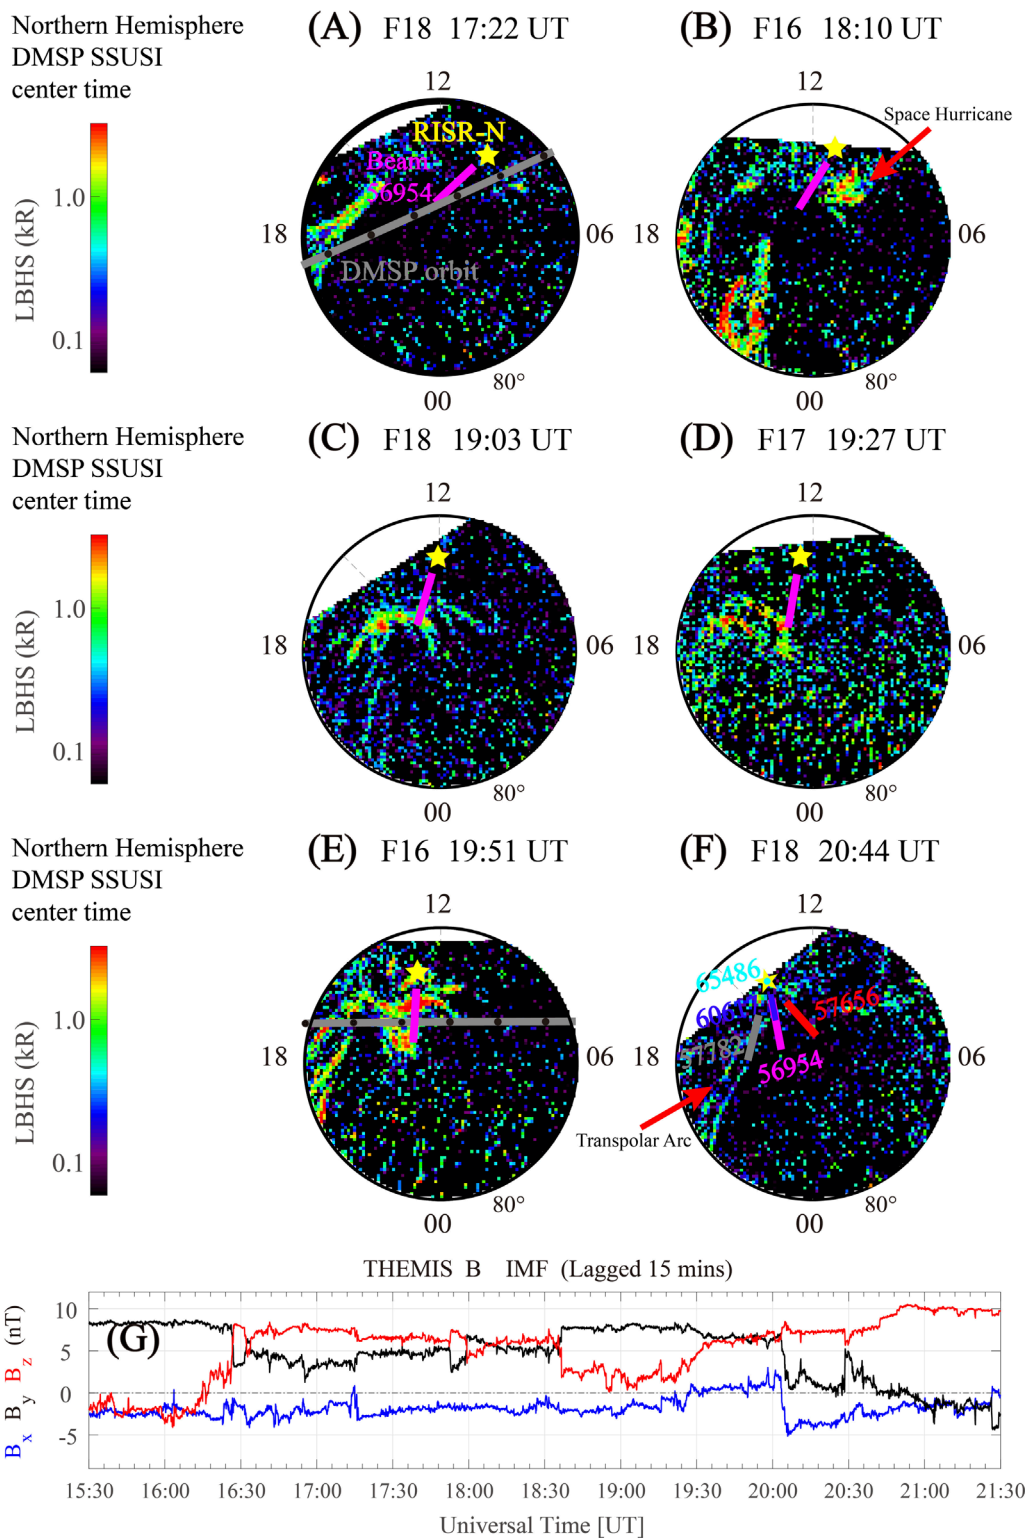 Northern Hemisphere
DMSP SSUSI
center time
(A) F18 17:22 UT
(B) F16 18:10 UT
12
12
RISR-N
Space Hurricane
Beam
56954
1.0
18
06
18
06
DMSP orbit
LBHS (kR)
0.1
80°
80°
00
00
Northern Hemisphere
DMSP SSUSI
center time
(C) F18 19:03 UT
(D) F17 19:27 UT
12
12
1.0
18
06
18
06
LBHS (kR)
0.1
80°
80°
00
00
Northern Hemisphere
DMSP SSUSI
center time
(E) F16 19:51 UT
(F) F18 20:44 UT
12
12
65486
57656
1.0
18
06
18
06
56954
LBHS (kR)
Transpolar Arc
0.1
80°
80°
00
00
THEMIS B IMF (Lagged 15 mins)
(G)
10
5
0
-5
Bx By Bz (nT)
15:30 16:00 16:30 17:00 17:30 18:00 18:30 19:00 19:30 20:00 20:30 21:00 21:30
Universal Time [UT]